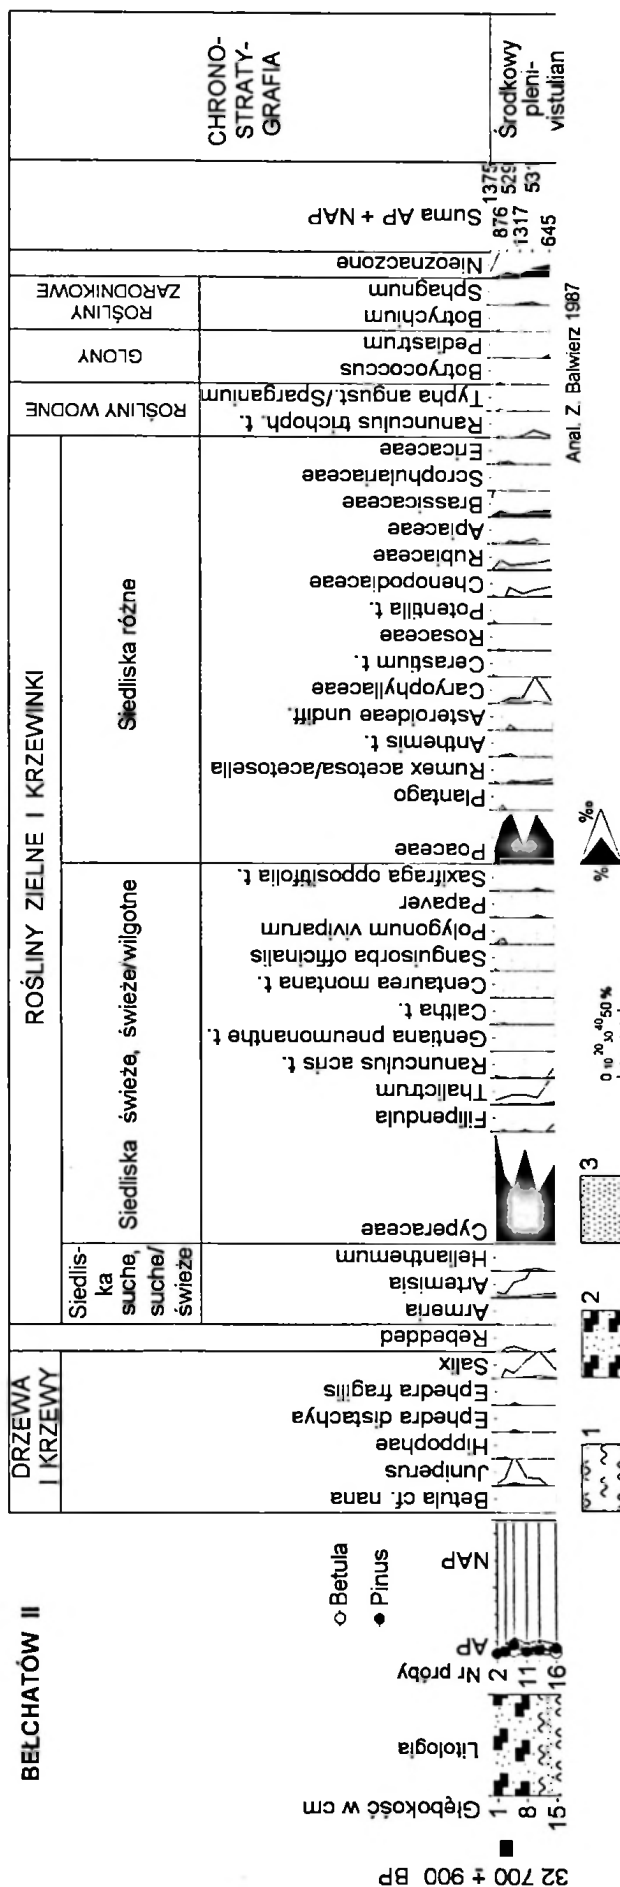 BEŁCHATÓW II
32 700 ± 900 BP
Głębokość w cm
1
8
15
Litologia
Nr próby
2
11
16
AP
NAP
Betula
Pinus
DRZEWA
I KRZEWY
Betula cf. nana
Juniperus
Hippophae
Ephedra distachya
Ephedra fragilis
Salix
Rebedded
ROŚLINY ZIELNE I KRZEWINKI
Siedlis-
ka
suche,
suche/
świeże
Armeria
Artemisia
Helianthemum
Siedliska świeże, świeże/wilgotne
Cyperaceae
Filipendula
Thalictrum
Ranunculus acris t.
Gentiana pneumonanthe t.
Caltha t.
Centaurea montana t.
Sanguisorba officinalis
Polygonum viviparum
Papaver
Saxifraga oppositifolia t.
Siedliska różne
Poaceae
Plantago
Rumex acetosa/acetosella
Anthemis t.
Asteroideae undiff.
Caryophyllaceae
Cerastium t.
Rosaceae
Potentilla t.
Chenopodiaceae
Rubiaceae
Apiaceae
Brassicaceae
Scrophulariaceae
Ericaceae
ROŚLINY WODNE
Ranunculus trichoph. t.
Typha angust./Sparganium
GLONY
Botryococcus
Pediastrum
ROŚLINY
ZARODNIKOWE
Botrychium
Sphagnum
Nieoznaczone
Suma AP + NAP
1375
876
529
1317
531
645
CHRONO-
STRATY-
GRAFIA
Środkowy
pleni-
vistulian
Anal. Z. Balwierz 1987
1
2
3
0 10 20 30 40 50 %
%
‰